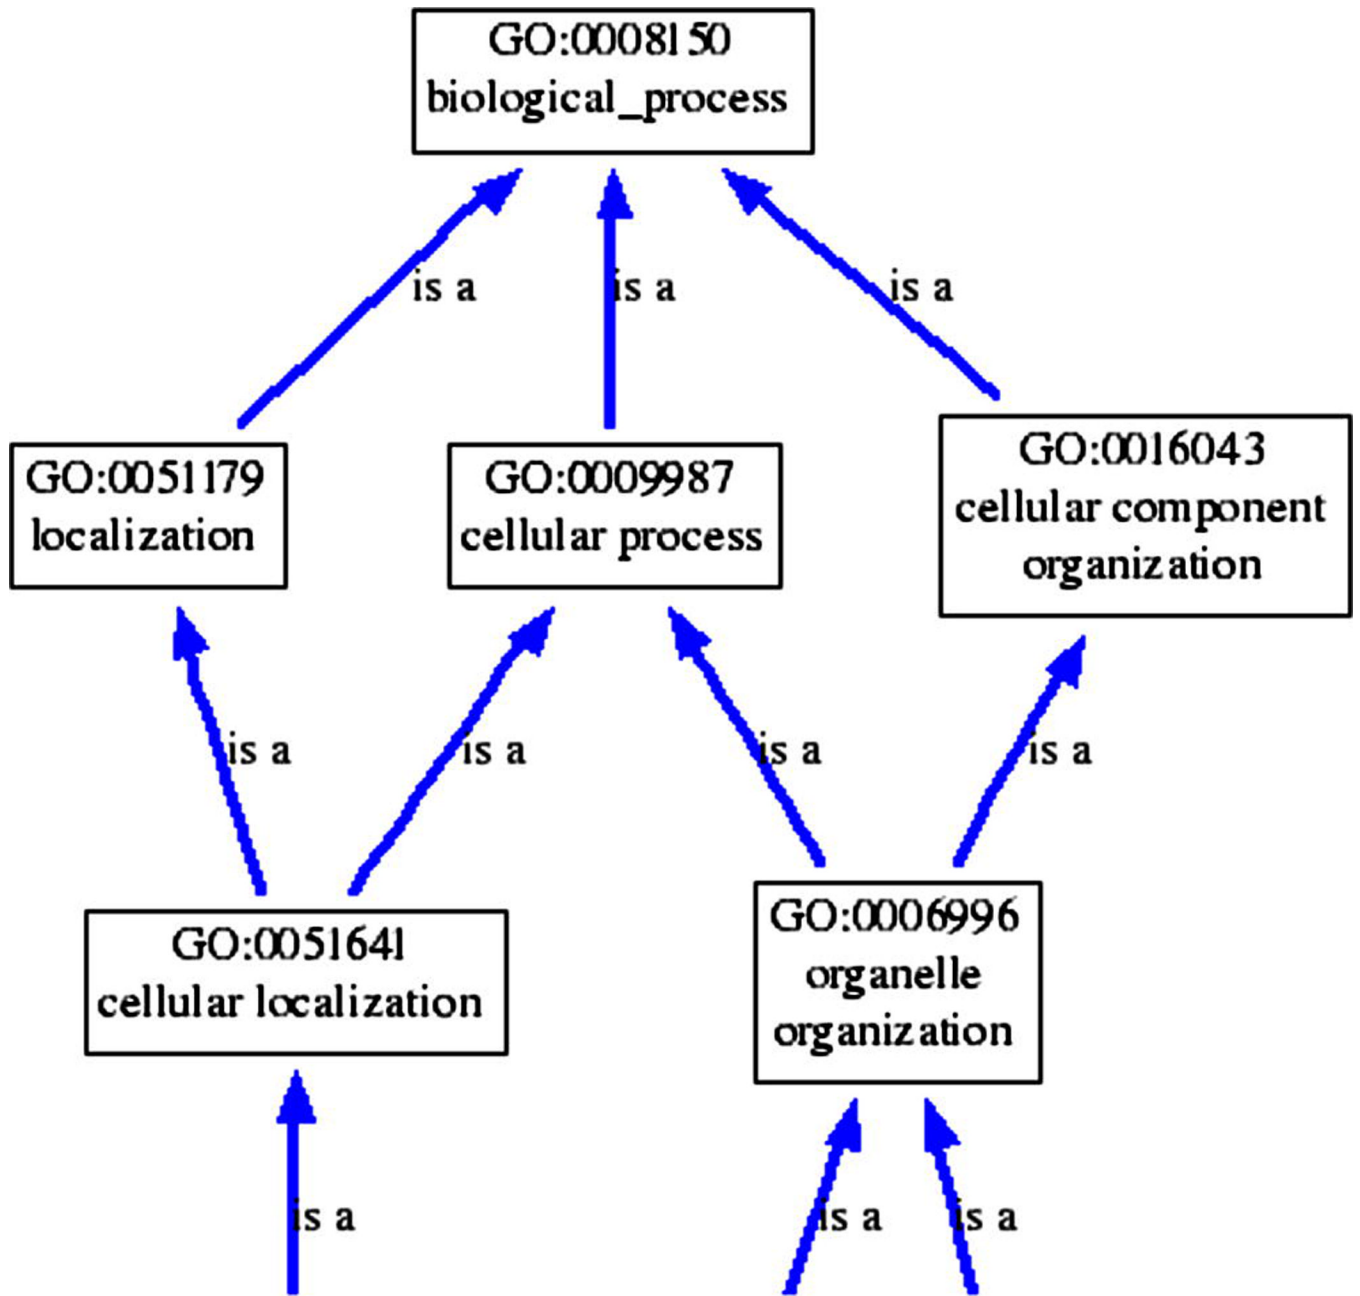 GO:0008150
biological_process
is a
is a
is a
GO:0051179
localization
GO:0009987
cellular process
GO:0016043
cellular component
organization
is a
is a
is a
is a
GO:0051641
cellular localization
GO:0006996
organelle
organization
is a
is a
is a